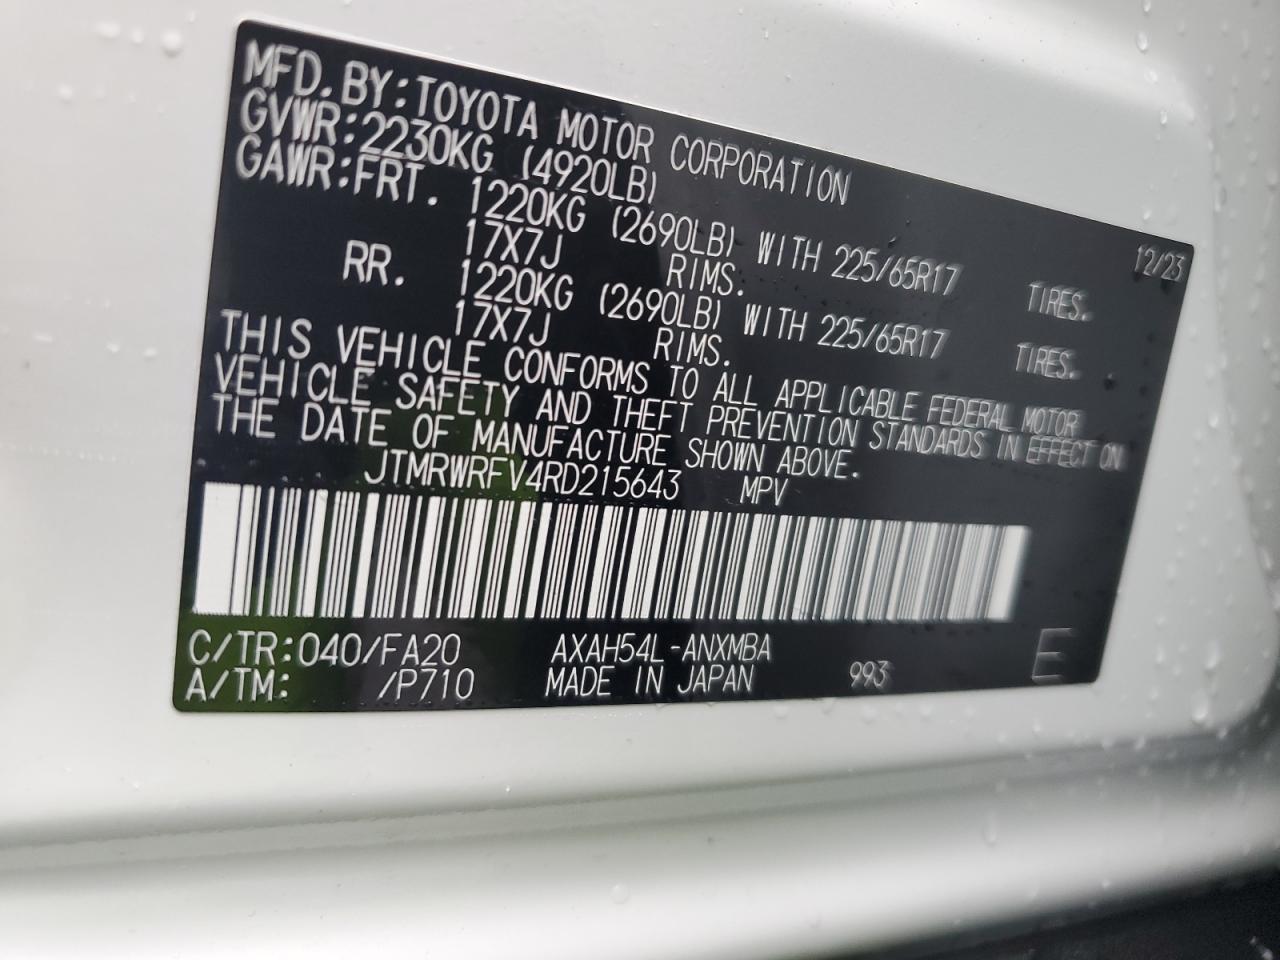 MFD.BY:TOYOTA MOTOR CORPORATION 12/23
GVWR:2230KG (4920LB)
GAWR:FRT. 1220KG (2690LB) WITH 225/65R17 TIRES.
17X7J RIMS.
RR. 1220KG (2690LB) WITH 225/65R17 TIRES.
17X7J RIMS.
THIS VEHICLE CONFORMS TO ALL APPLICABLE FEDERAL MOTOR
VEHICLE SAFETY AND THEFT PREVENTION STANDARDS IN EFFECT ON
THE DATE OF MANUFACTURE SHOWN ABOVE.
JTMRWRFV4RD215643 MPV
C/TR:040/FA20 AXAH54L-ANXMBA
A/TM: /P710 MADE IN JAPAN 993 E